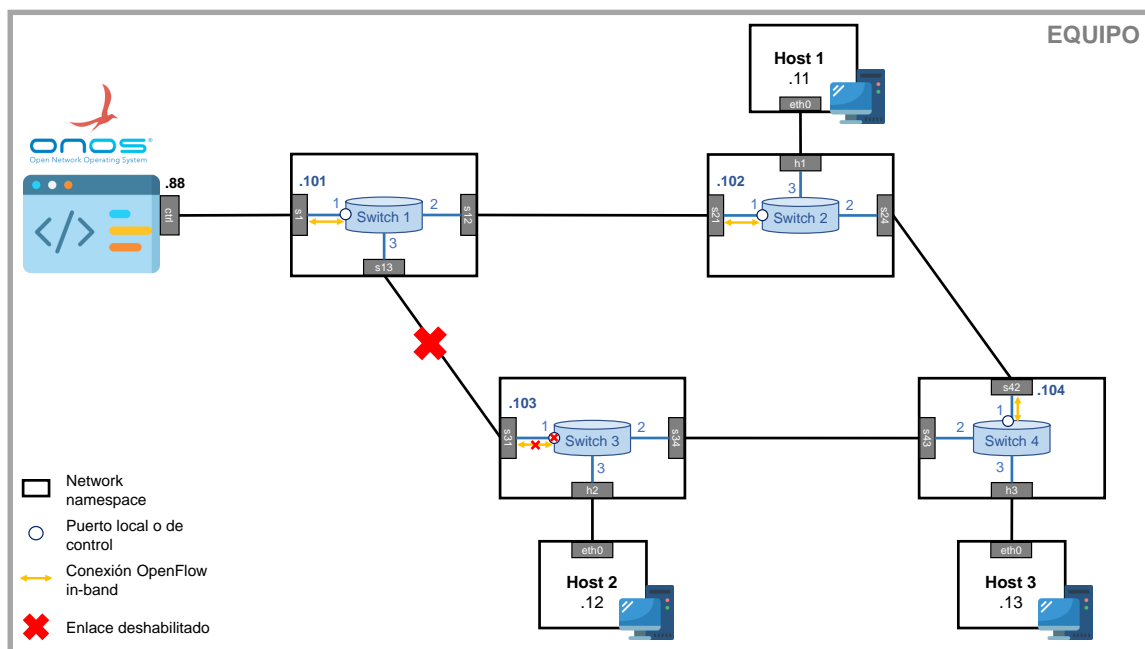 EQUIPO
Host 1
.11
eth0
onos
Open Network Operating System
.88
ctrl
.101
s1
1
Switch 1
2
s12
3
s13
h1
.102
3
s21
1
Switch 2
2
s24
.103
s31
1
Switch 3
2
s34
3
h2
s42
.104
1
s43
2
Switch 4
3
h3
eth0
Host 2
.12
eth0
Host 3
.13
Network
namespace
Puerto local o de
control
Conexión OpenFlow
in-band
Enlace deshabilitado